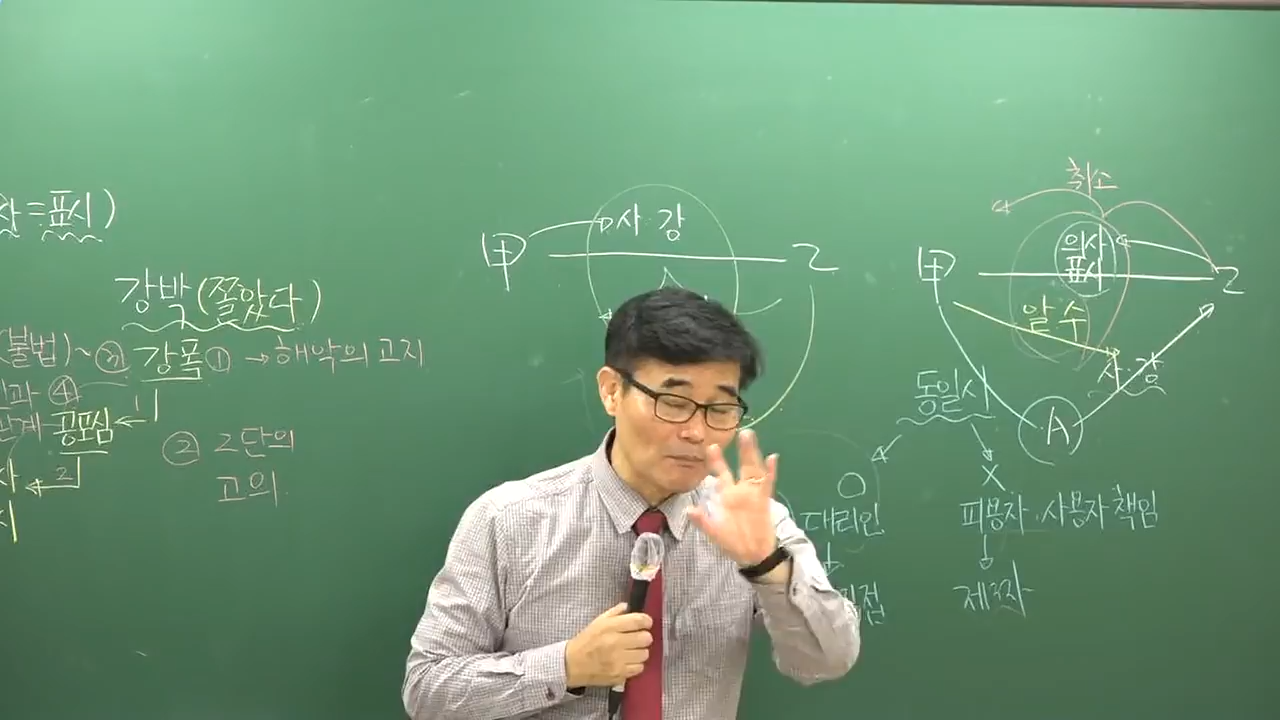 =표시)
강박(쫄았다)
(불법)~③ 강폭① →해악의 고지
④
공포심 1
② 2단의
고의
2
甲 사·강 乙
취소
甲 의사 乙
표시
알 수
사·강
동일시 A
O X
대리인 피용자·사용자 책임
제3자